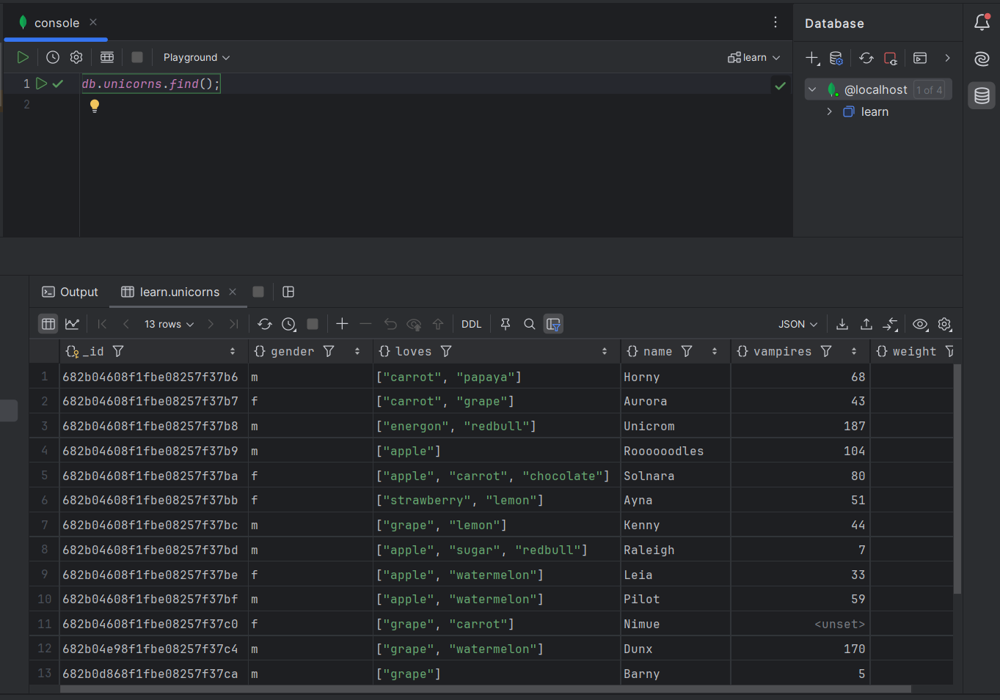 console
Database
Playground
learn
1 db.unicorns.find();
2
@localhost 1 of 4
learn
Output learn.unicorns
13 rows DDL JSON
_id gender loves name vampires weight
1 682b04608f1fbe08257f37b6 m ["carrot", "papaya"] Horny 68
2 682b04608f1fbe08257f37b7 f ["carrot", "grape"] Aurora 43
3 682b04608f1fbe08257f37b8 m ["energon", "redbull"] Unicrom 187
4 682b04608f1fbe08257f37b9 m ["apple"] Roooooodles 104
5 682b04608f1fbe08257f37ba f ["apple", "carrot", "chocolate"] Solnara 80
6 682b04608f1fbe08257f37bb f ["strawberry", "lemon"] Ayna 51
7 682b04608f1fbe08257f37bc m ["grape", "lemon"] Kenny 44
8 682b04608f1fbe08257f37bd m ["apple", "sugar", "redbull"] Raleigh 7
9 682b04608f1fbe08257f37be f ["apple", "watermelon"] Leia 33
10 682b04608f1fbe08257f37bf m ["apple", "watermelon"] Pilot 59
11 682b04608f1fbe08257f37c0 f ["grape", "carrot"] Nimue <unset>
12 682b04e98f1fbe08257f37c4 m ["grape", "watermelon"] Dunx 170
13 682b0d868f1fbe08257f37ca m ["grape"] Barny 5